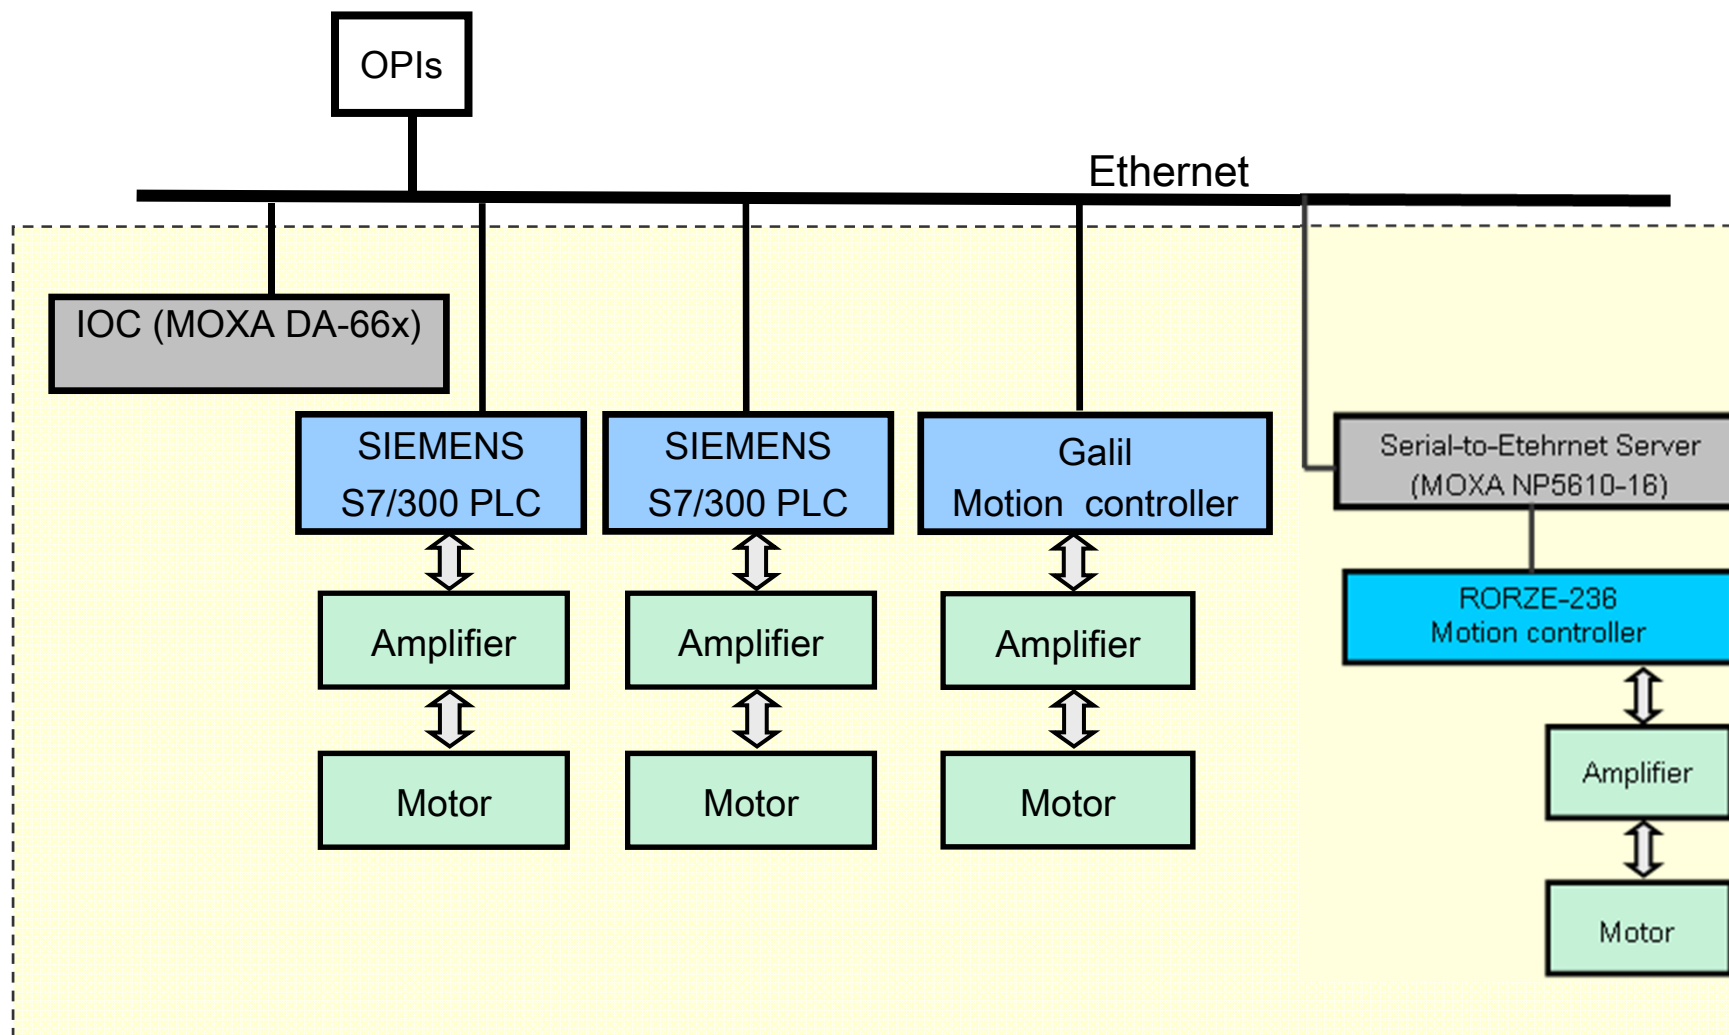 OPIs
Ethernet
IOC (MOXA DA-66x)
SIEMENS
S7/300 PLC
SIEMENS
S7/300 PLC
Galil
Motion controller
Serial-to-Etehrnet Server
(MOXA NP5610-16)
RORZE-236
Motion controller
Amplifier
Amplifier
Amplifier
Amplifier
Motor
Motor
Motor
Motor